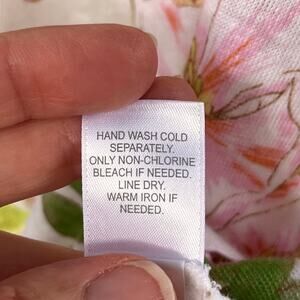 HAND WASH COLD
SEPARATELY.
ONLY NON-CHLORINE
BLEACH IF NEEDED.
LINE DRY.
WARM IRON IF
NEEDED.